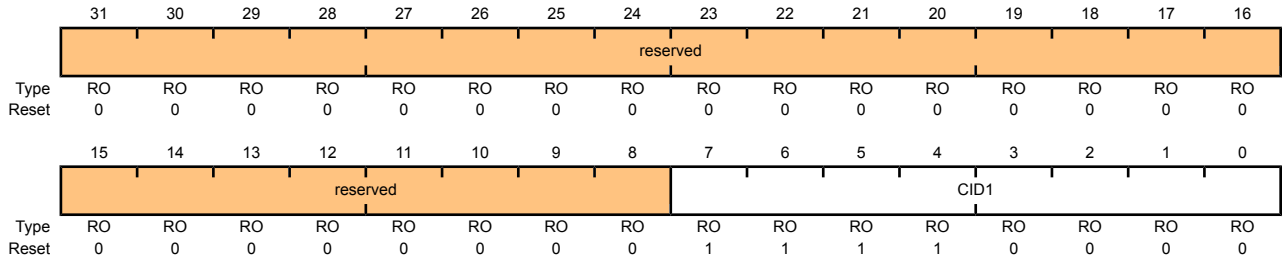 31 30 29 28 27 26 25 24 23 22 21 20 19 18 17 16
reserved
Type RO RO RO RO RO RO RO RO RO RO RO RO RO RO RO RO
Reset 0 0 0 0 0 0 0 0 0 0 0 0 0 0 0 0
15 14 13 12 11 10 9 8 7 6 5 4 3 2 1 0
reserved CID1
Type RO RO RO RO RO RO RO RO RO RO RO RO RO RO RO RO
Reset 0 0 0 0 0 0 0 0 1 1 1 1 0 0 0 0